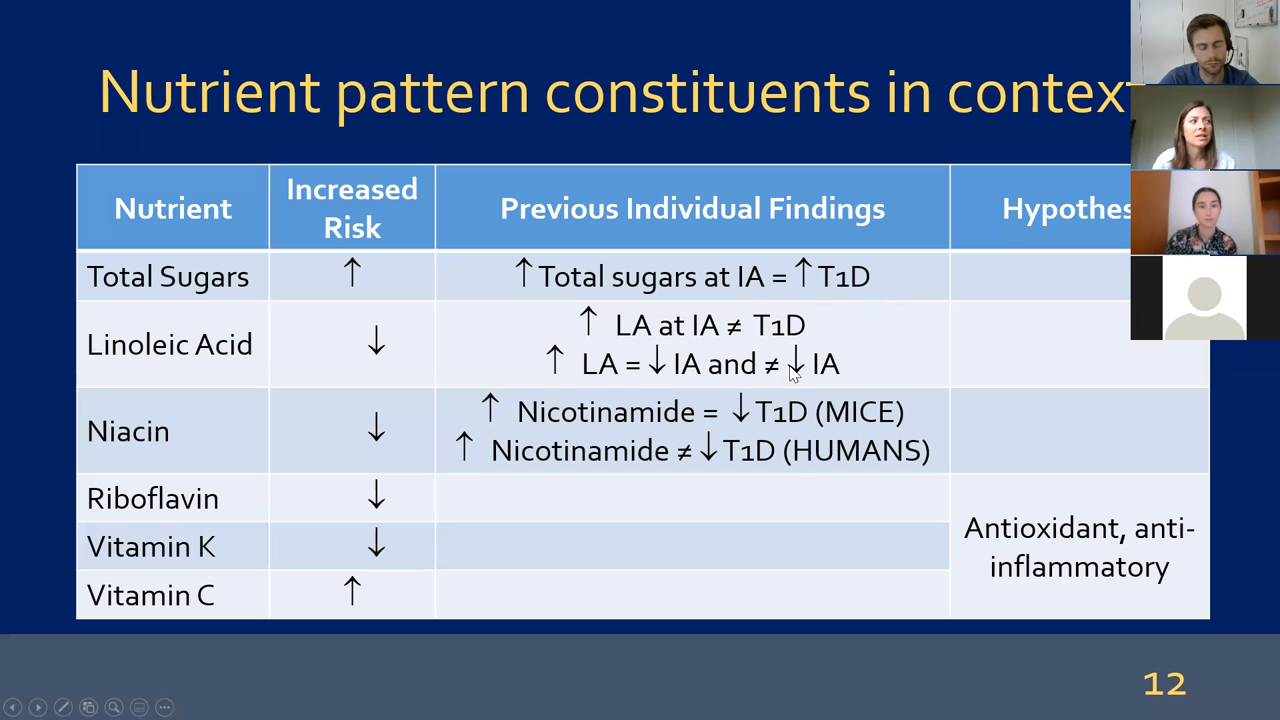 Nutrient pattern constituents in contex
Nutrient
Increased
Risk
Previous Individual Findings
Hypothes
Total Sugars
↑
↑ Total sugars at IA = ↑ T1D
Linoleic Acid
↓
↑ LA at IA ≠ T1D
↑ LA = ↓ IA and ≠ ↓ IA
Niacin
↓
↑ Nicotinamide = ↓ T1D (MICE)
↑ Nicotinamide ≠ ↓ T1D (HUMANS)
Riboflavin
↓
Vitamin K
↓
Vitamin C
↑
Antioxidant, anti-
inflammatory
12